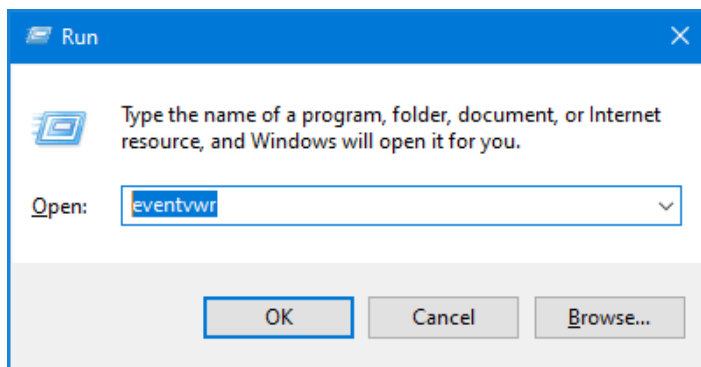 Run
Type the name of a program, folder, document, or Internet
resource, and Windows will open it for you.
Open: eventvwr
OK Cancel Browse...